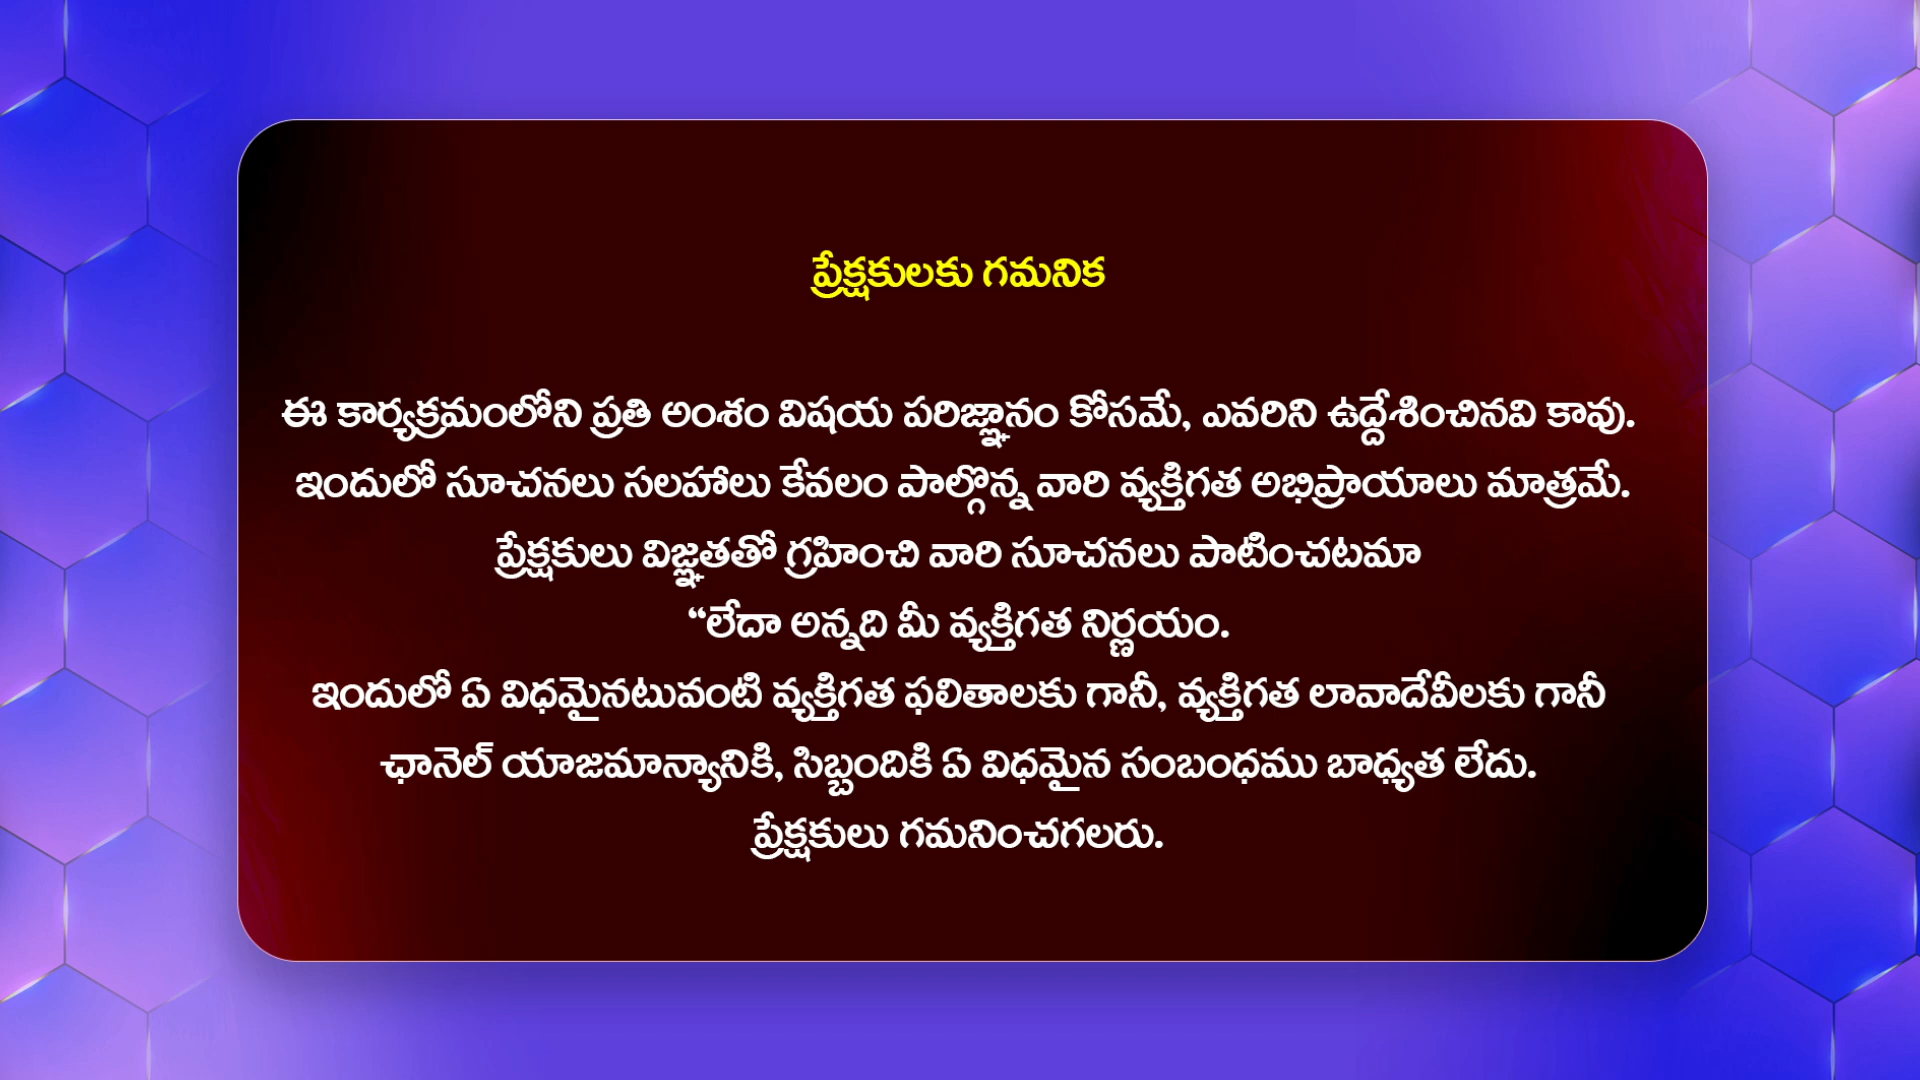 ప్రేక్షకులకు గమనిక
ఈ కార్యక్రమంలోని ప్రతి అంశం విషయ పరిజ్ఞానం కోసమే, ఎవరిని ఉద్దేశించినవి కావు.
ఇందులో సూచనలు సలహాలు కేవలం పాల్గొన్న వారి వ్యక్తిగత అభిప్రాయాలు మాత్రమే.
ప్రేక్షకులు విజ్ఞతతో గ్రహించి వారి సూచనలు పాటించటమా
“లేదా అన్నది మీ వ్యక్తిగత నిర్ణయం.
ఇందులో ఏ విధమైనటువంటి వ్యక్తిగత ఫలితాలకు గానీ, వ్యక్తిగత లావాదేవీలకు గానీ
ఛానెల్ యాజమాన్యానికి, సిబ్బందికి ఏ విధమైన సంబంధము బాధ్యత లేదు.
ప్రేక్షకులు గమనించగలరు.